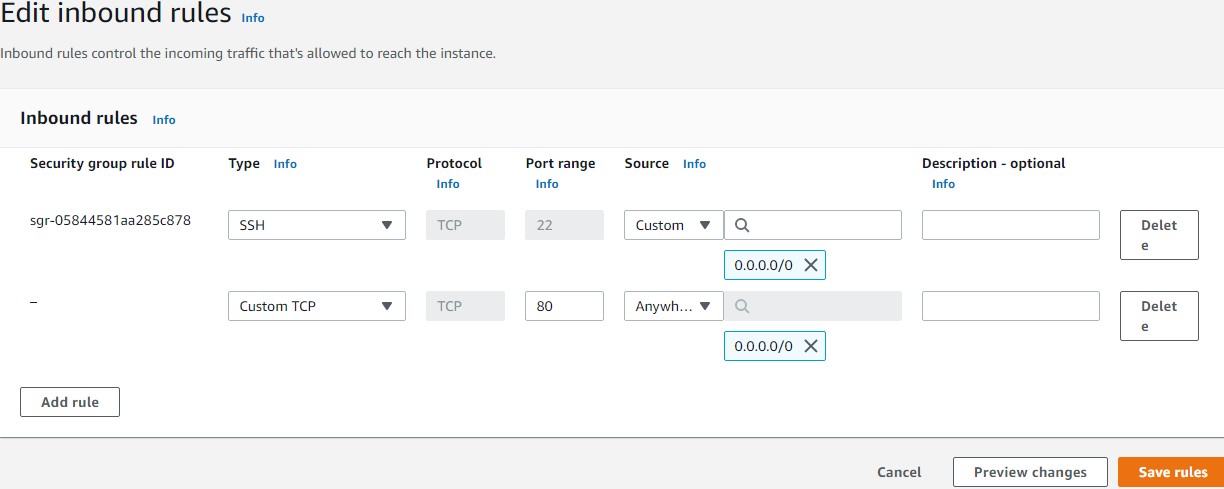 Edit inbound rules Info
Inbound rules control the incoming traffic that's allowed to reach the instance.
Inbound rules Info
Security group rule ID Type Info Protocol Info Port range Info Source Info Description - optional Info
sgr-05844581aa285c878 SSH TCP 22 Custom Delet
e
0.0.0.0/0
– Custom TCP TCP 80 Anywh... Delet
e
0.0.0.0/0
Add rule
Cancel Preview changes Save rules